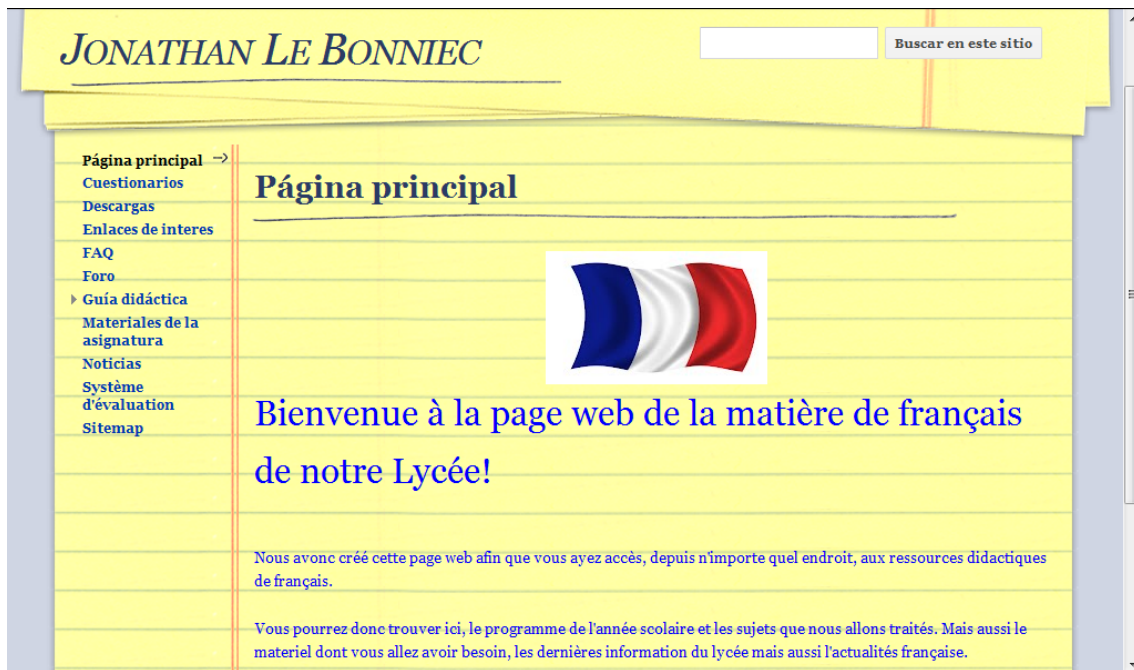 JONATHAN LE BONNIEC
Buscar en este sitio
Página principal
Cuestionarios
Descargas
Enlaces de interes
FAQ
Foro
Guía didáctica
Materiales de la
asignatura
Noticias
Système
d'évaluation
Sitemap
Página principal
Bienvenue à la page web de la matière de français
de notre Lycée!
Nous avonc créé cette page web afin que vous ayez accès, depuis n'importe quel endroit, aux ressources didactiques
de français.
Vous pourrez donc trouver ici, le programme de l'année scolaire et les sujets que nous allons traités. Mais aussi le
materiel dont vous allez avoir besoin, les dernières information du lycée mais aussi l'actualités française.